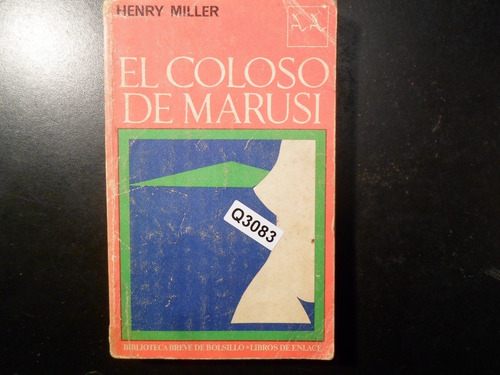 HENRY MILLER
EL COLOSO
DE MARUSI
Q3083
BIBLIOTECA BREVE DE BOLSILLO - LIBROS DE ENLACE